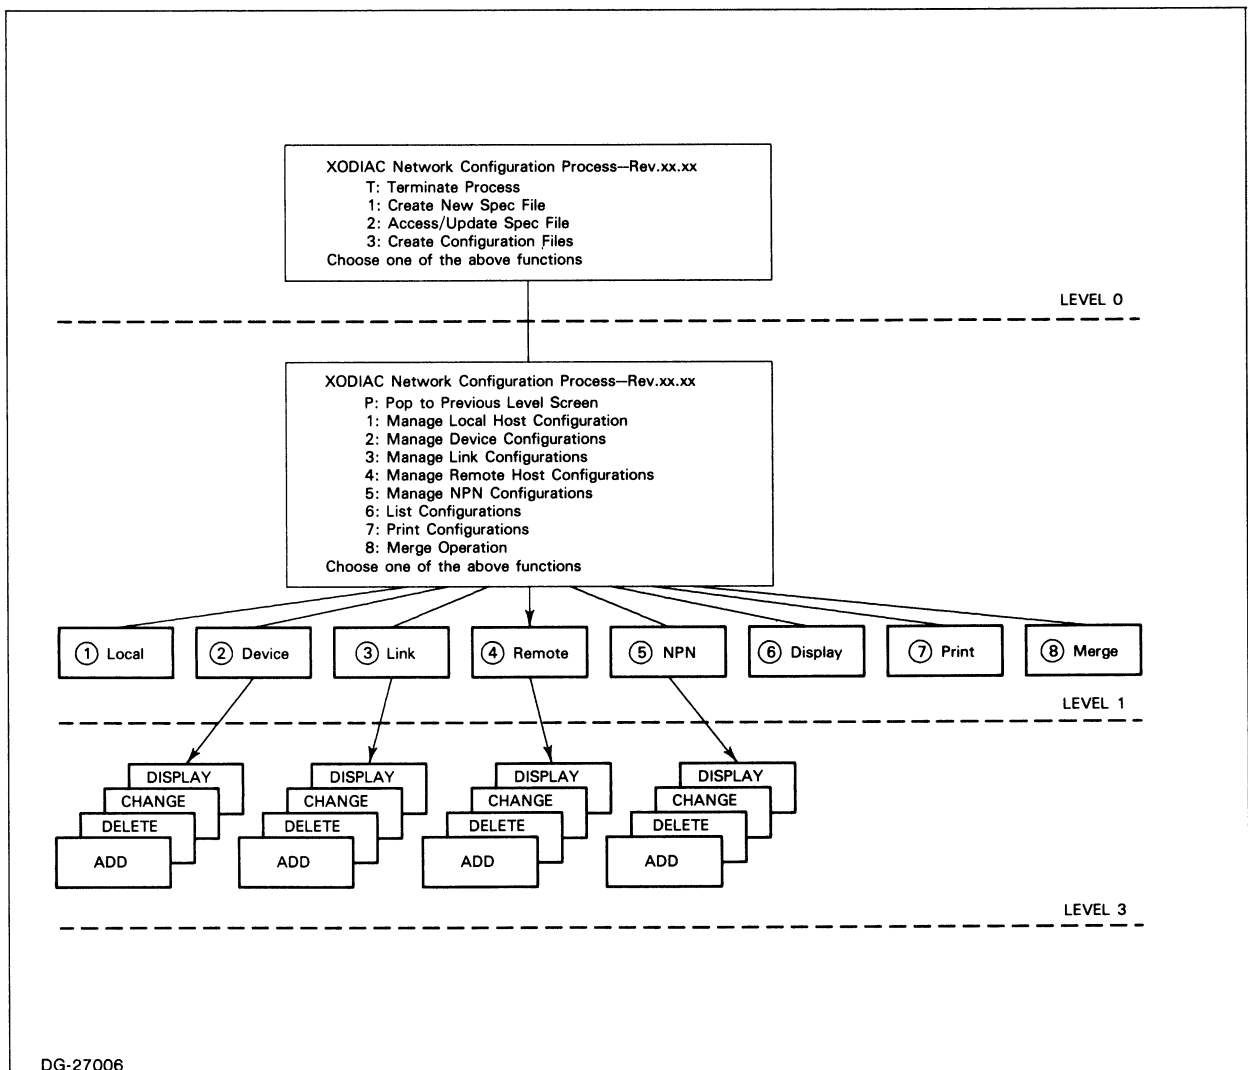 XODIAC Network Configuration Process—Rev.xx.xx
T: Terminate Process
1: Create New Spec File
2: Access/Update Spec File
3: Create Configuration Files
Choose one of the above functions
LEVEL 0
XODIAC Network Configuration Process—Rev.xx.xx
P: Pop to Previous Level Screen
1: Manage Local Host Configuration
2: Manage Device Configurations
3: Manage Link Configurations
4: Manage Remote Host Configurations
5: Manage NPN Configurations
6: List Configurations
7: Print Configurations
8: Merge Operation
Choose one of the above functions
1 Local
2 Device
3 Link
4 Remote
5 NPN
6 Display
7 Print
8 Merge
LEVEL 1
DISPLAY
CHANGE
DELETE
ADD
DISPLAY
CHANGE
DELETE
ADD
DISPLAY
CHANGE
DELETE
ADD
DISPLAY
CHANGE
DELETE
ADD
LEVEL 3
DG-27006